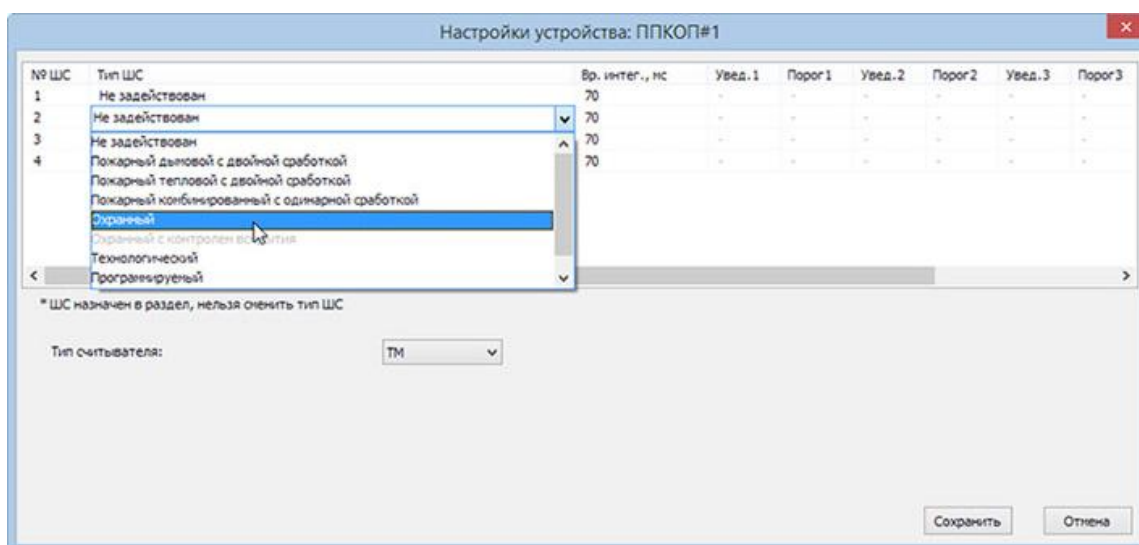 Настройки устройства: ППКОП#1
№ ШС Тип ШС Вр. интег., мс Увед.1 Порог1 Увед.2 Порог2 Увед.3 Порог3
1 Не задействован 70 - - - - - -
2 Не задействован 70 - - - - - -
3 Не задействован 70 - - - - - -
4 Пожарный дымовой с двойной сработкой 70 - - - - - -
Пожарный тепловой с двойной сработкой
Пожарный комбинированный с одинарной сработкой
Охранный
Охранный с контролем вскрытия
Технологический
Программируемый
* ШС назначен в раздел, нельзя сменить тип ШС
Тип считывателя: ТМ
Сохранить Отмена